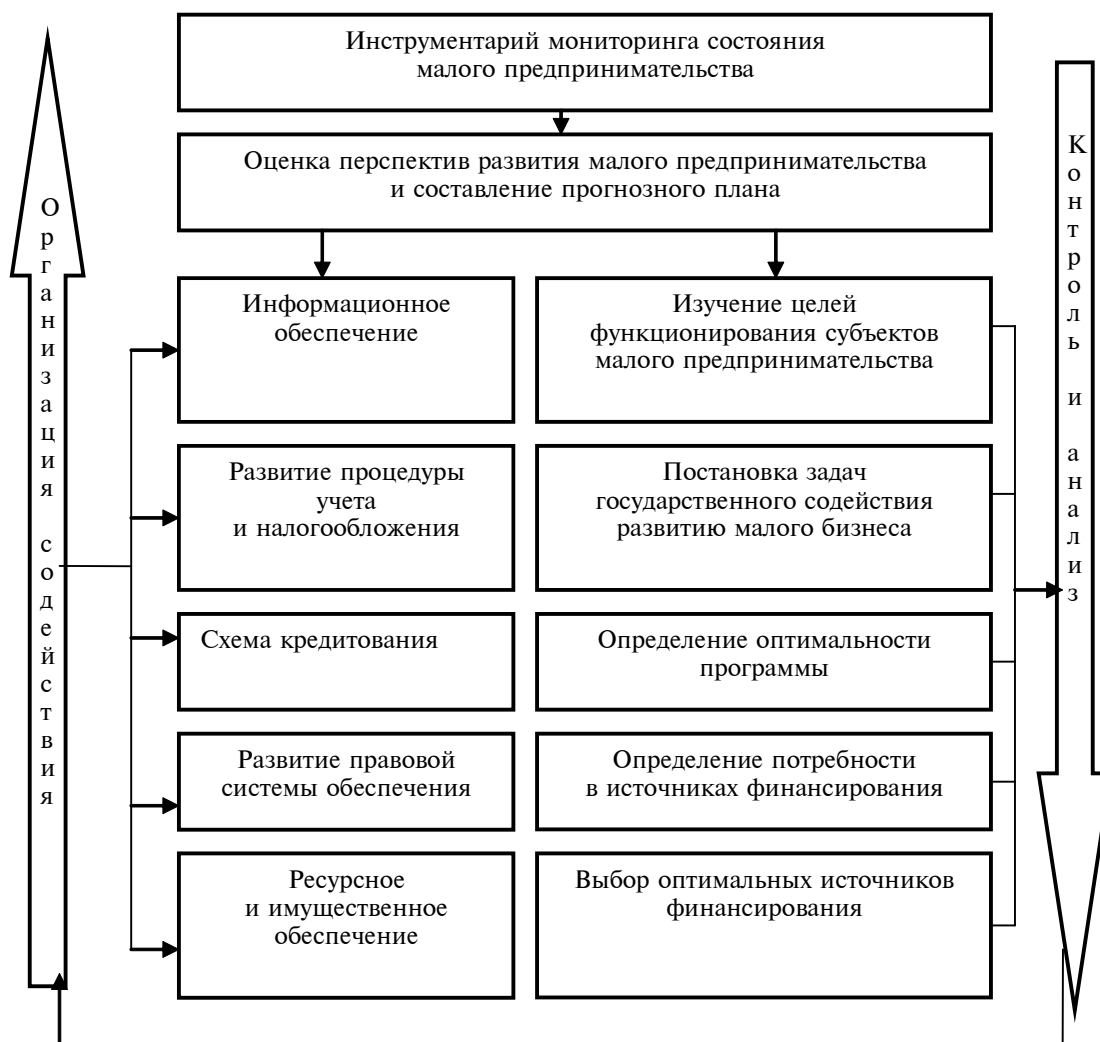 Инструментарий мониторинга состояния
малого предпринимательства
Оценка перспектив развития малого предпринимательства
и составление прогнозного плана
Организация содействия
Информационное
обеспечение
Развитие процедуры
учета
и налогообложения
Схема кредитования
Развитие правовой
системы обеспечения
Ресурсное
и имущественное
обеспечение
Изучение целей
функционирования субъектов
малого предпринимательства
Постановка задач
государственного содействия
развитию малого бизнеса
Определение оптимальности
программы
Определение потребности
в источниках финансирования
Выбор оптимальных источников
финансирования
Контроль и анализ